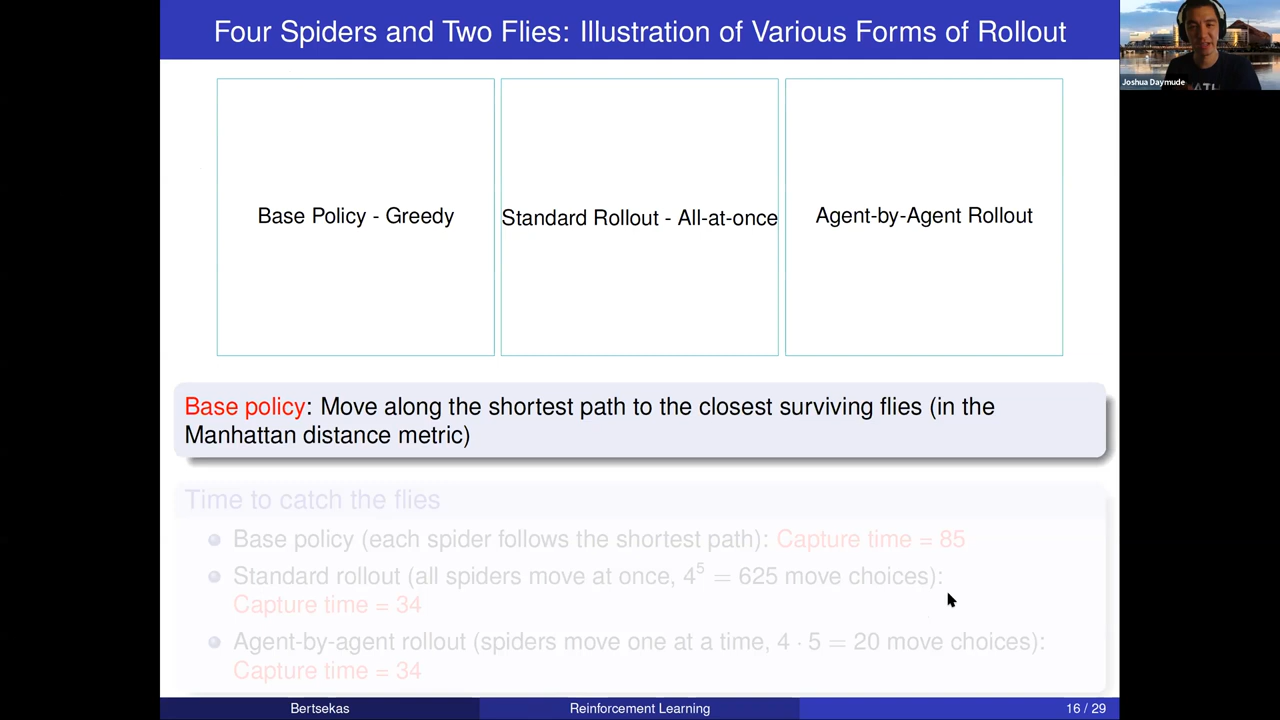 Four Spiders and Two Flies: Illustration of Various Forms of Rollout
Joshua Daymude
Base Policy - Greedy
Standard Rollout - All-at-once
Agent-by-Agent Rollout
Base policy: Move along the shortest path to the closest surviving flies (in the
Manhattan distance metric)
Time to catch the flies
Base policy (each spider follows the shortest path): Capture time = 85
Standard rollout (all spiders move at once, 4⁵ = 625 move choices):
Capture time = 34
Agent-by-agent rollout (spiders move one at a time, 4 · 5 = 20 move choices):
Capture time = 34
Bertsekas
Reinforcement Learning
16 / 29